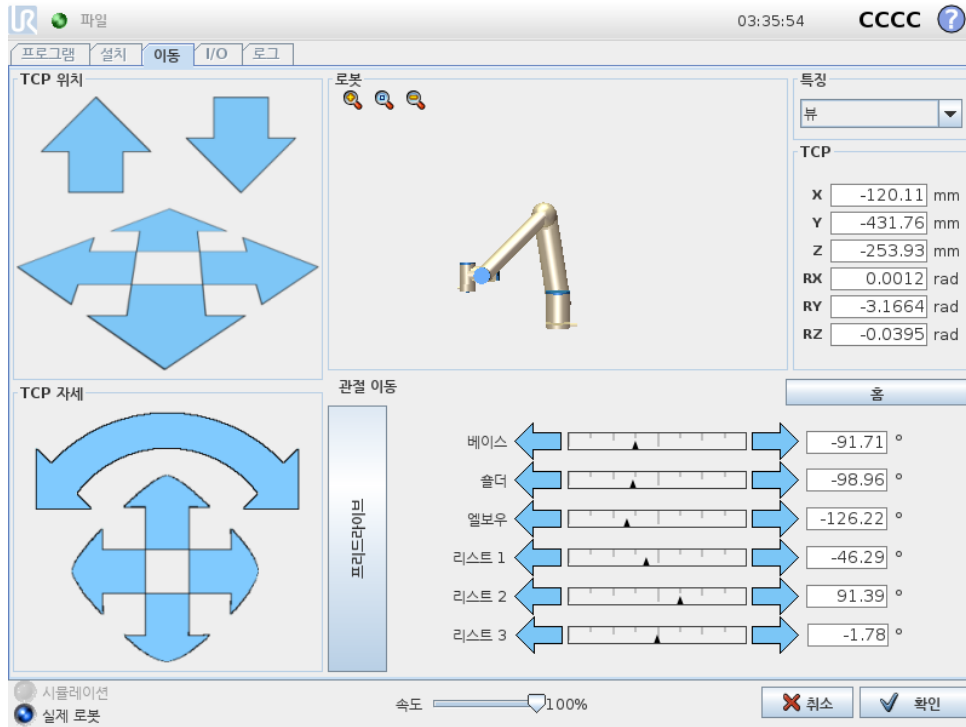 UR 파일 03:35:54 CCCC ?
프로그램 설치 이동 I/O 로그
TCP 위치
로봇
특징
뷰
TCP
X -120.11 mm
Y -431.76 mm
Z -253.93 mm
RX 0.0012 rad
RY -3.1664 rad
RZ -0.0395 rad
TCP 자세
관절 이동
홈
프리드라이브
베이스 -91.71 °
숄더 -98.96 °
엘보우 -126.22 °
리스트 1 -46.29 °
리스트 2 91.39 °
리스트 3 -1.78 °
시뮬레이션
실제 로봇
속도 100%
취소 확인